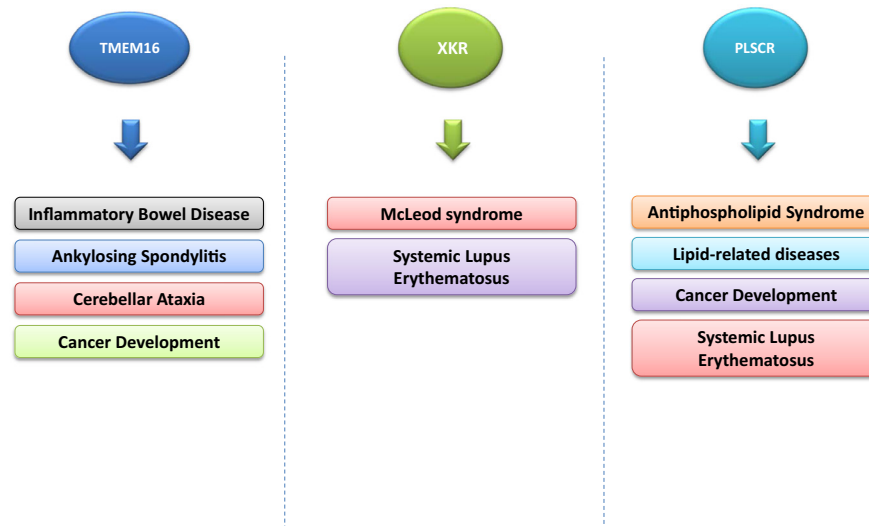 TMEM16
Inflammatory Bowel Disease
Ankylosing Spondylitis
Cerebellar Ataxia
Cancer Development
XKR
McLeod syndrome
Systemic Lupus
Erythematosus
PLSCR
Antiphospholipid Syndrome
Lipid-related diseases
Cancer Development
Systemic Lupus
Erythematosus